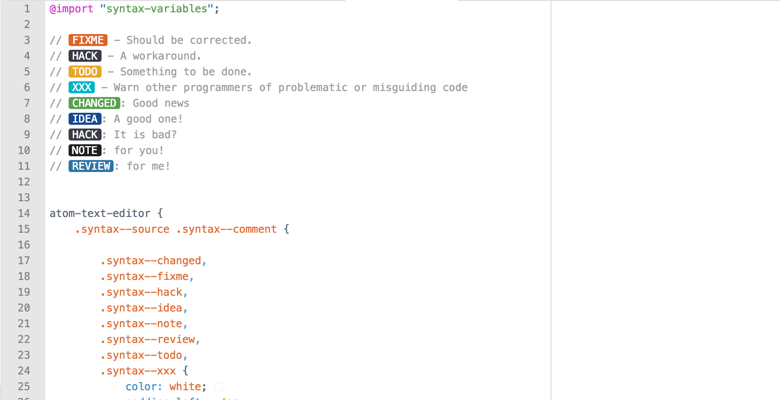 1 @import "syntax-variables";
2
3 // FIXME – Should be corrected.
4 // HACK – A workaround.
5 // TODO – Something to be done.
6 // XXX – Warn other programmers of problematic or misguiding code
7 // CHANGED: Good news
8 // IDEA: A good one!
9 // HACK: It is bad?
10 // NOTE: for you!
11 // REVIEW: for me!
12
13
14 atom-text-editor {
15 .syntax--source .syntax--comment {
16
17 .syntax--changed,
18 .syntax--fixme,
19 .syntax--hack,
20 .syntax--idea,
21 .syntax--note,
22 .syntax--review,
23 .syntax--todo,
24 .syntax--xxx {
25 color: white;